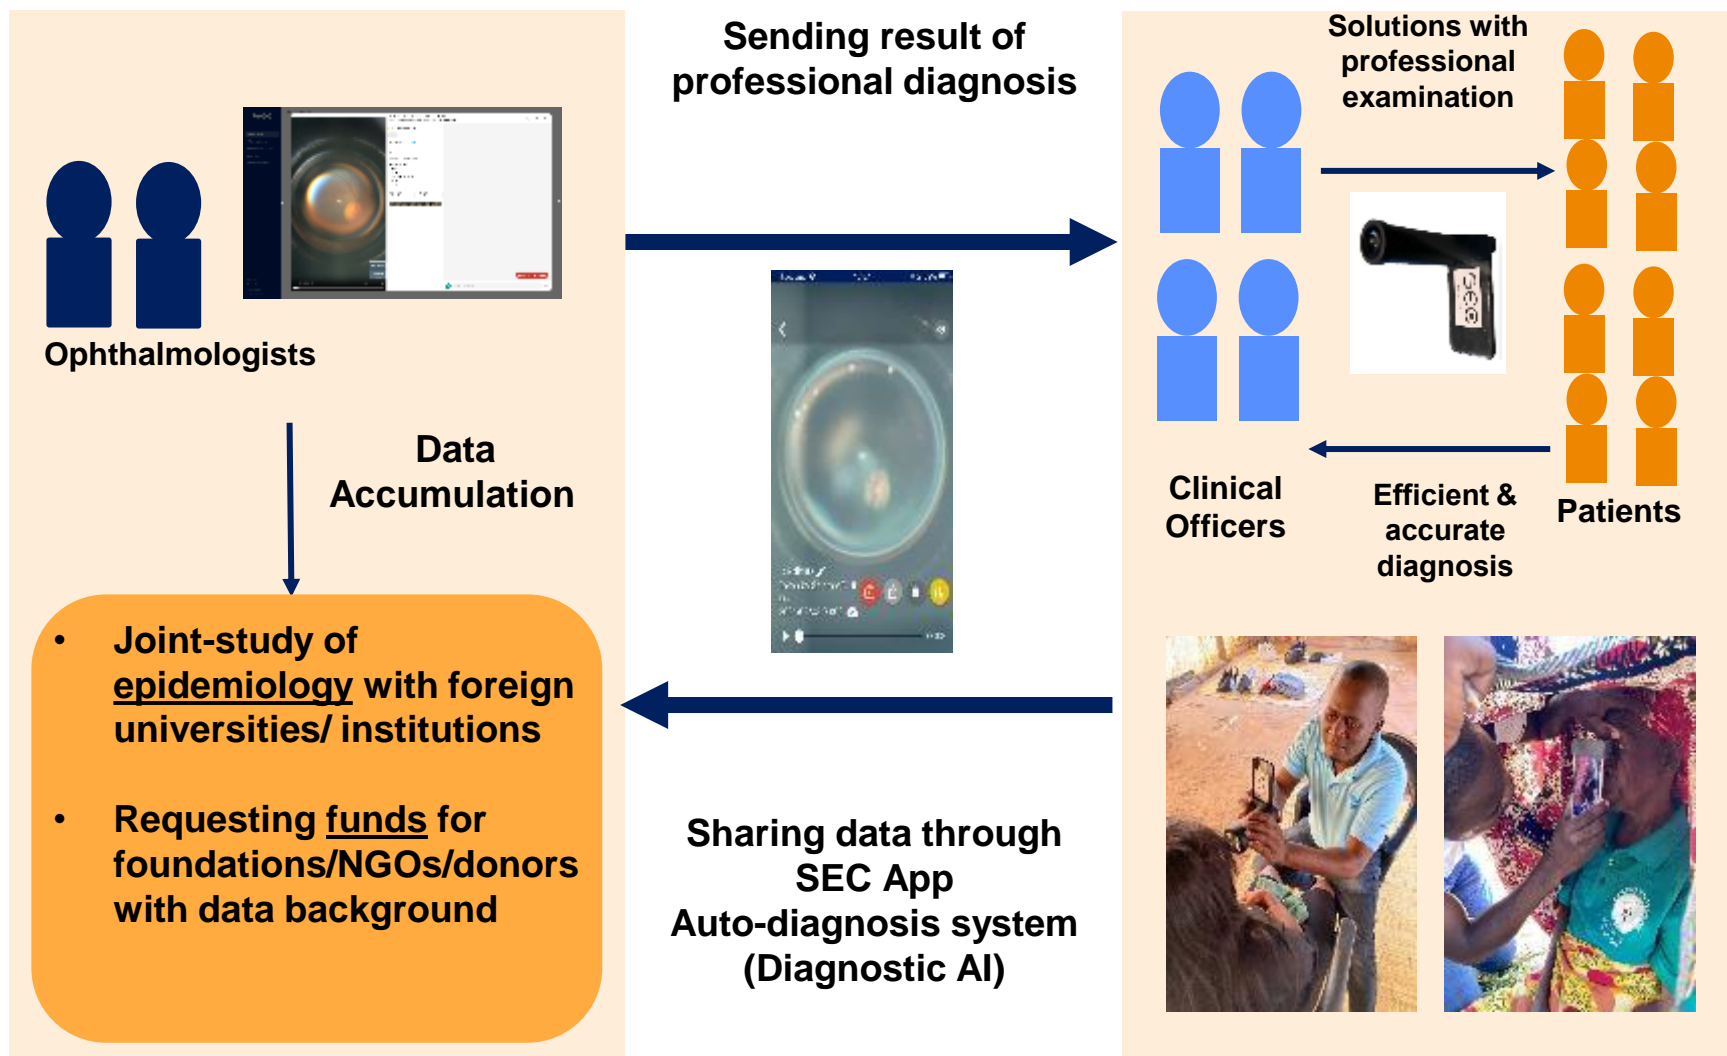 Sending result of
professional diagnosis
Solutions with
professional
examination
Ophthalmologists
Data
Accumulation
Clinical
Officers
Efficient &
accurate
diagnosis
Patients
• Joint-study of
epidemiology with foreign
universities/ institutions
• Requesting funds for
foundations/NGOs/donors
with data background
Sharing data through
SEC App
Auto-diagnosis system
(Diagnostic AI)